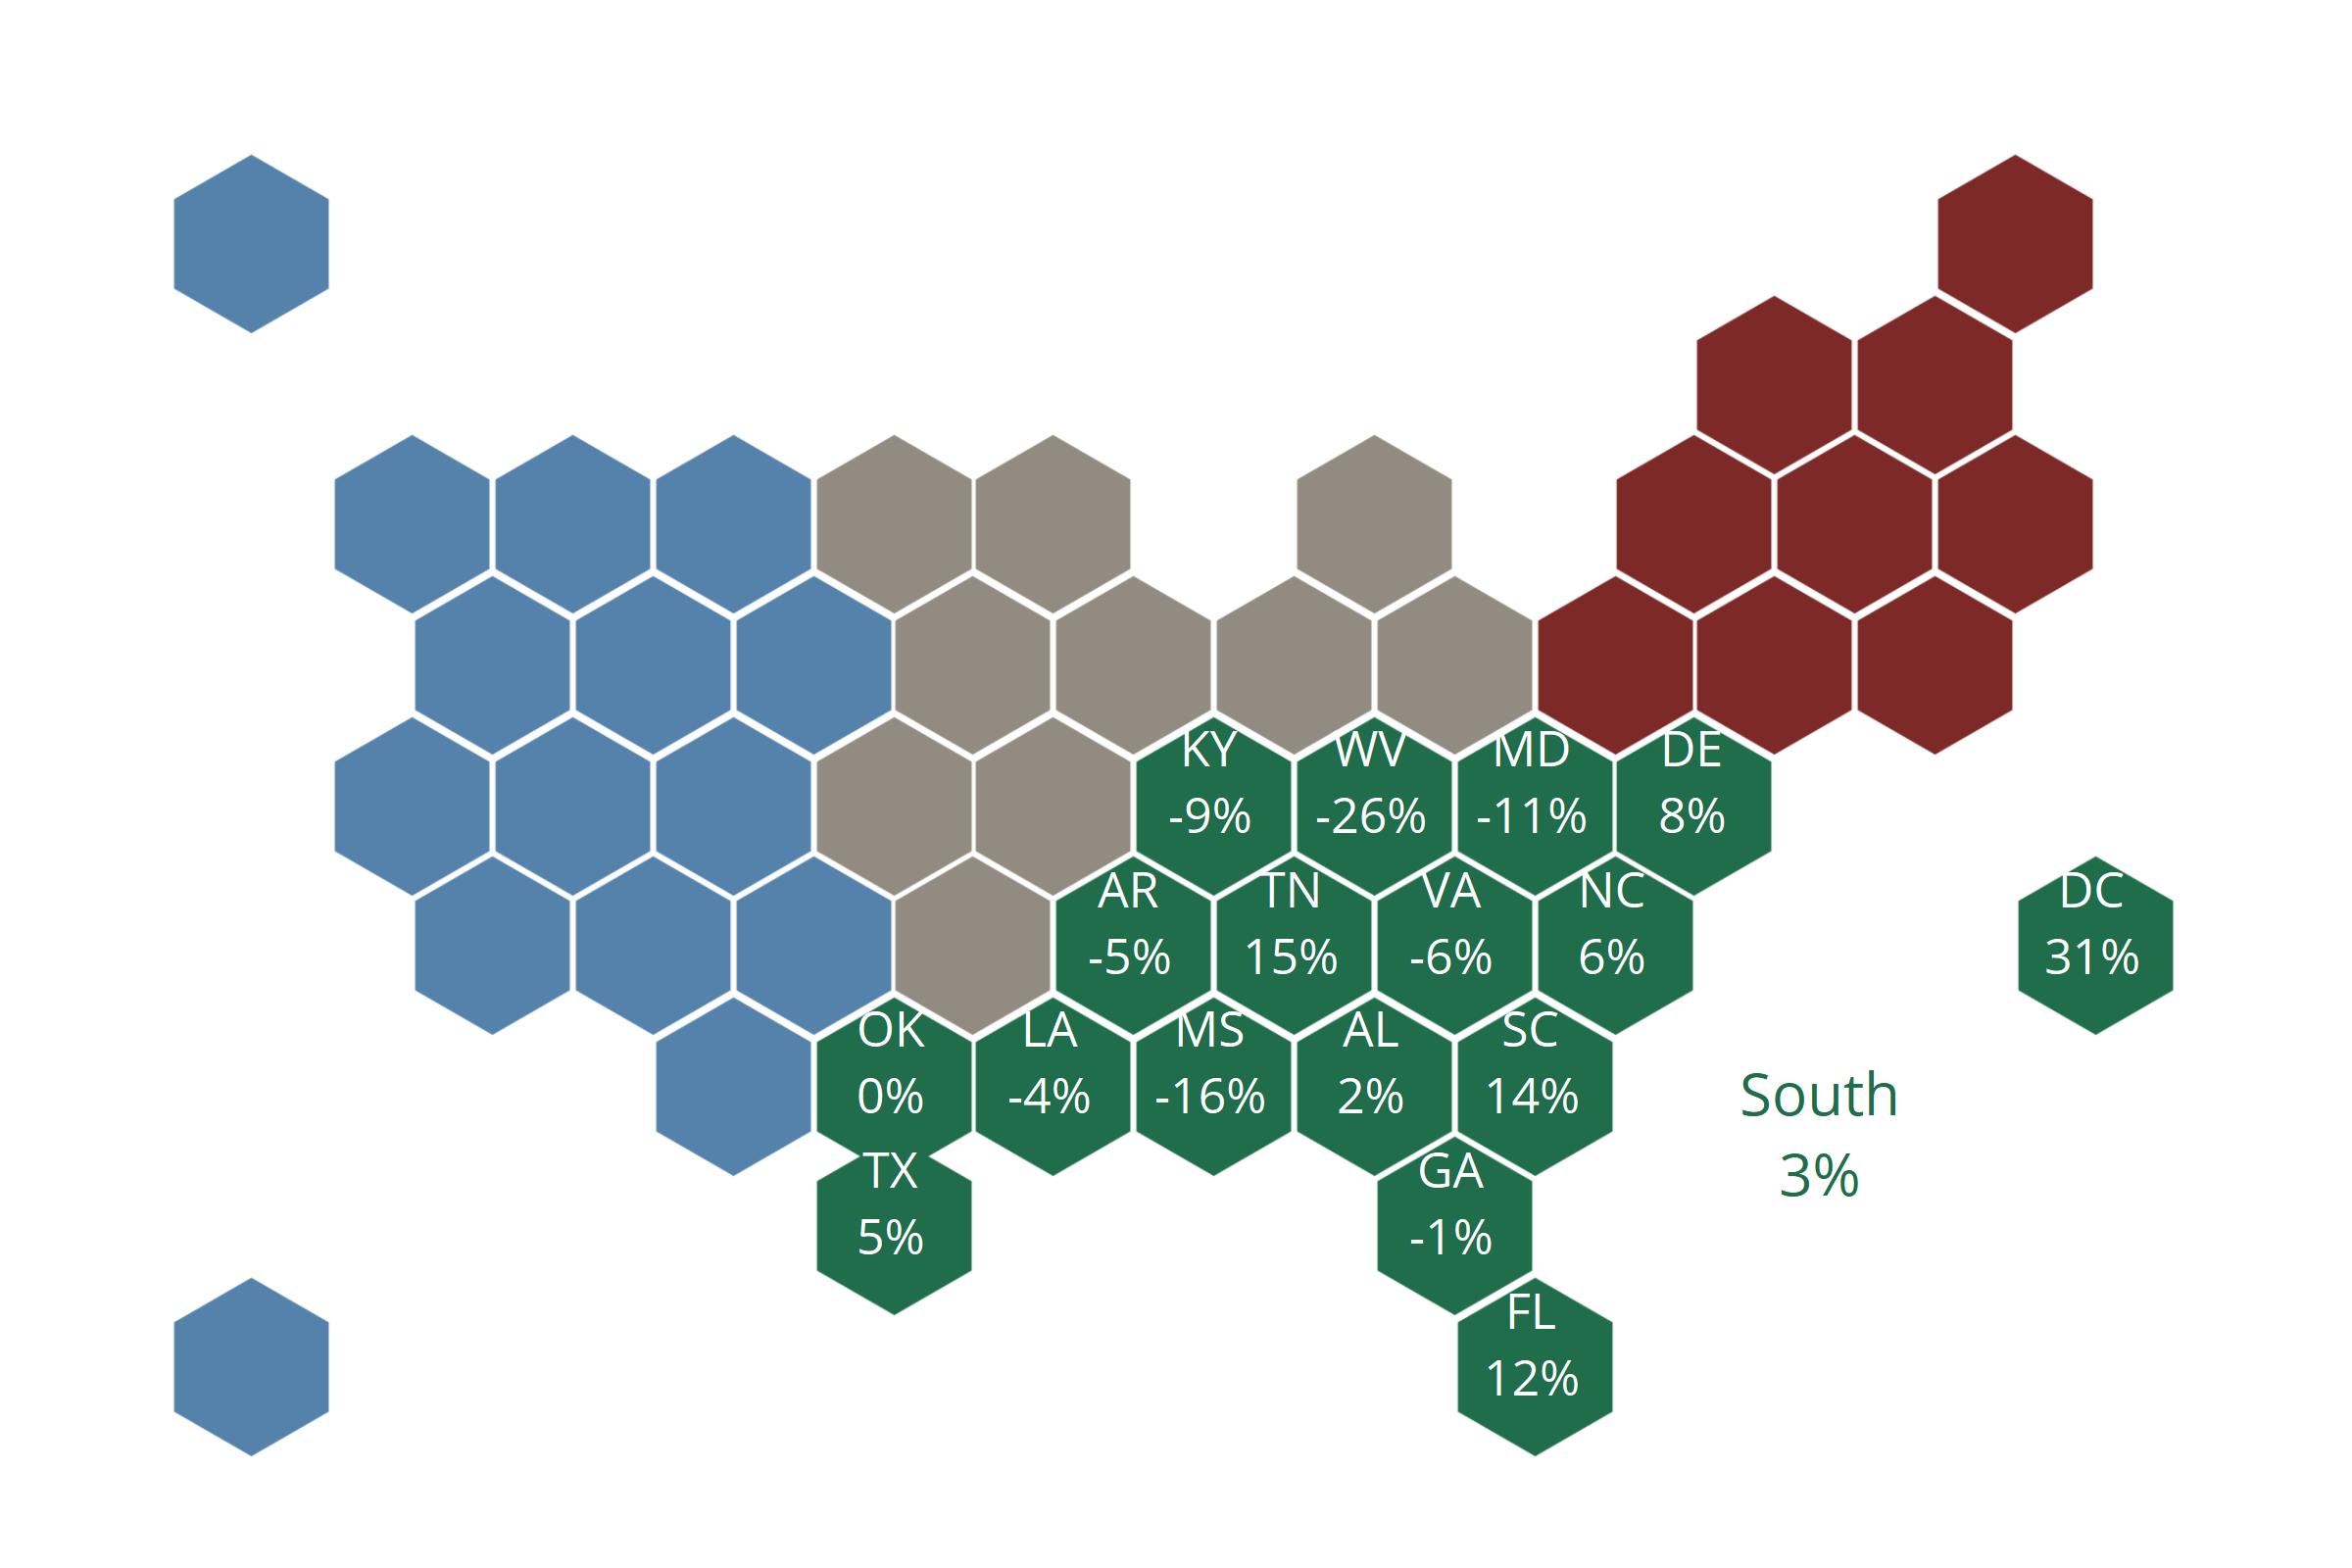 KY
-9%
WV
-26%
MD
-11%
DE
8%
AR
-5%
TN
15%
VA
-6%
NC
6%
DC
31%
OK
0%
LA
-4%
MS
-16%
AL
2%
SC
14%
South
3%
TX
5%
GA
-1%
FL
12%